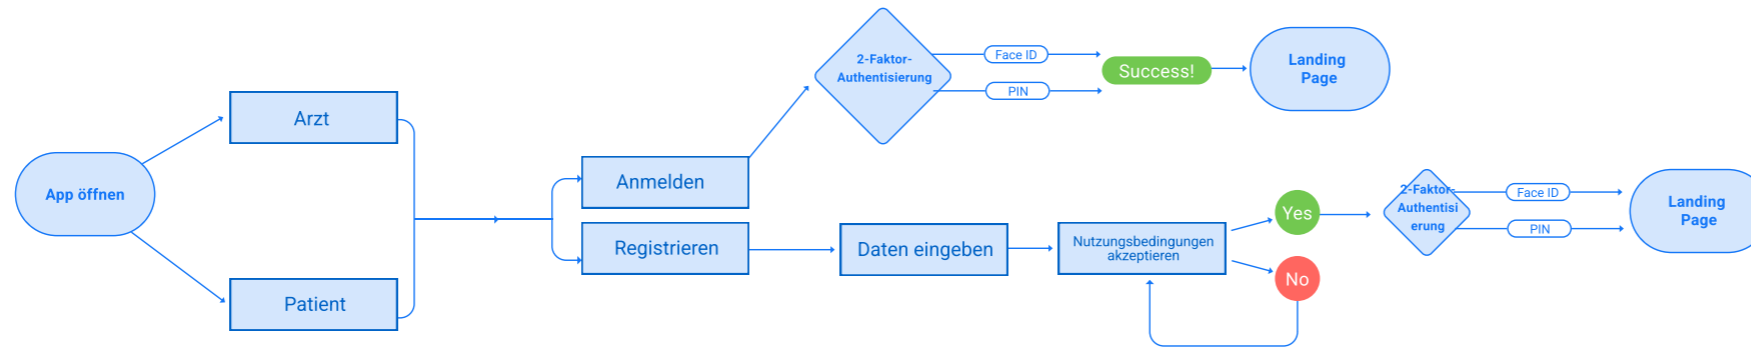 App öffnen
Arzt
Patient
Anmelden
Registrieren
2-Faktor-
Authentisierung
Face ID
PIN
Success!
Landing
Page
Daten eingeben
Nutzungsbedingungen
akzeptieren
Yes
No
2-Faktor-
Authentisi
erung
Face ID
PIN
Landing
Page